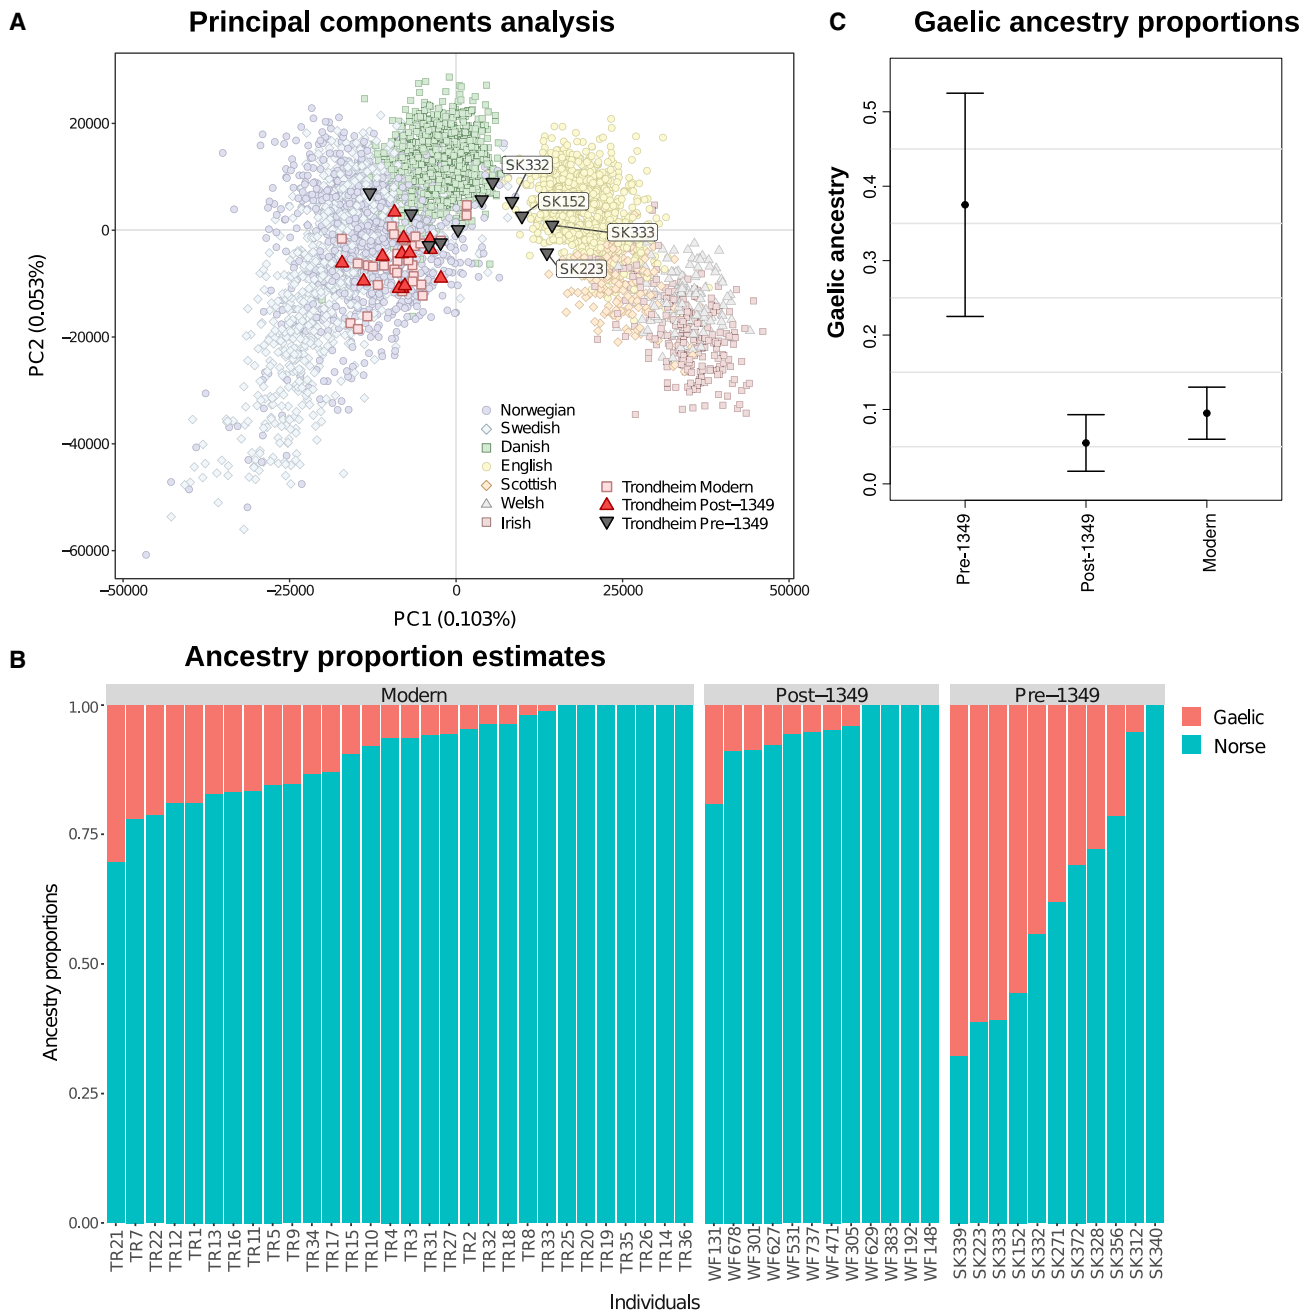 A
Principal components analysis
20000
0
−20000
−40000
−60000
−50000
−25000
0
25000
50000
PC2 (0.053%)
PC1 (0.103%)
SK332
SK152
SK333
SK223
Norwegian
Swedish
Danish
English
Scottish
Welsh
Irish
Trondheim Modern
Trondheim Post−1349
Trondheim Pre−1349
C
Gaelic ancestry proportions
Gaelic ancestry
0.5
0.4
0.3
0.2
0.1
0.0
Pre-1349
Post-1349
Modern
B
Ancestry proportion estimates
Modern
Post−1349
Pre−1349
Gaelic
Norse
Ancestry proportions
1.00
0.75
0.50
0.25
0.00
TR21
TR7
TR22
TR12
TR1
TR13
TR16
TR11
TR5
TR9
TR34
TR17
TR15
TR10
TR4
TR3
TR31
TR27
TR2
TR32
TR18
TR8
TR33
TR25
TR20
TR19
TR35
TR26
TR14
TR36
WF131
WF678
WF301
WF627
WF531
WF737
WF471
WF305
WF629
WF383
WF192
WF148
SK339
SK223
SK333
SK152
SK332
SK271
SK372
SK328
SK356
SK312
SK340
Individuals